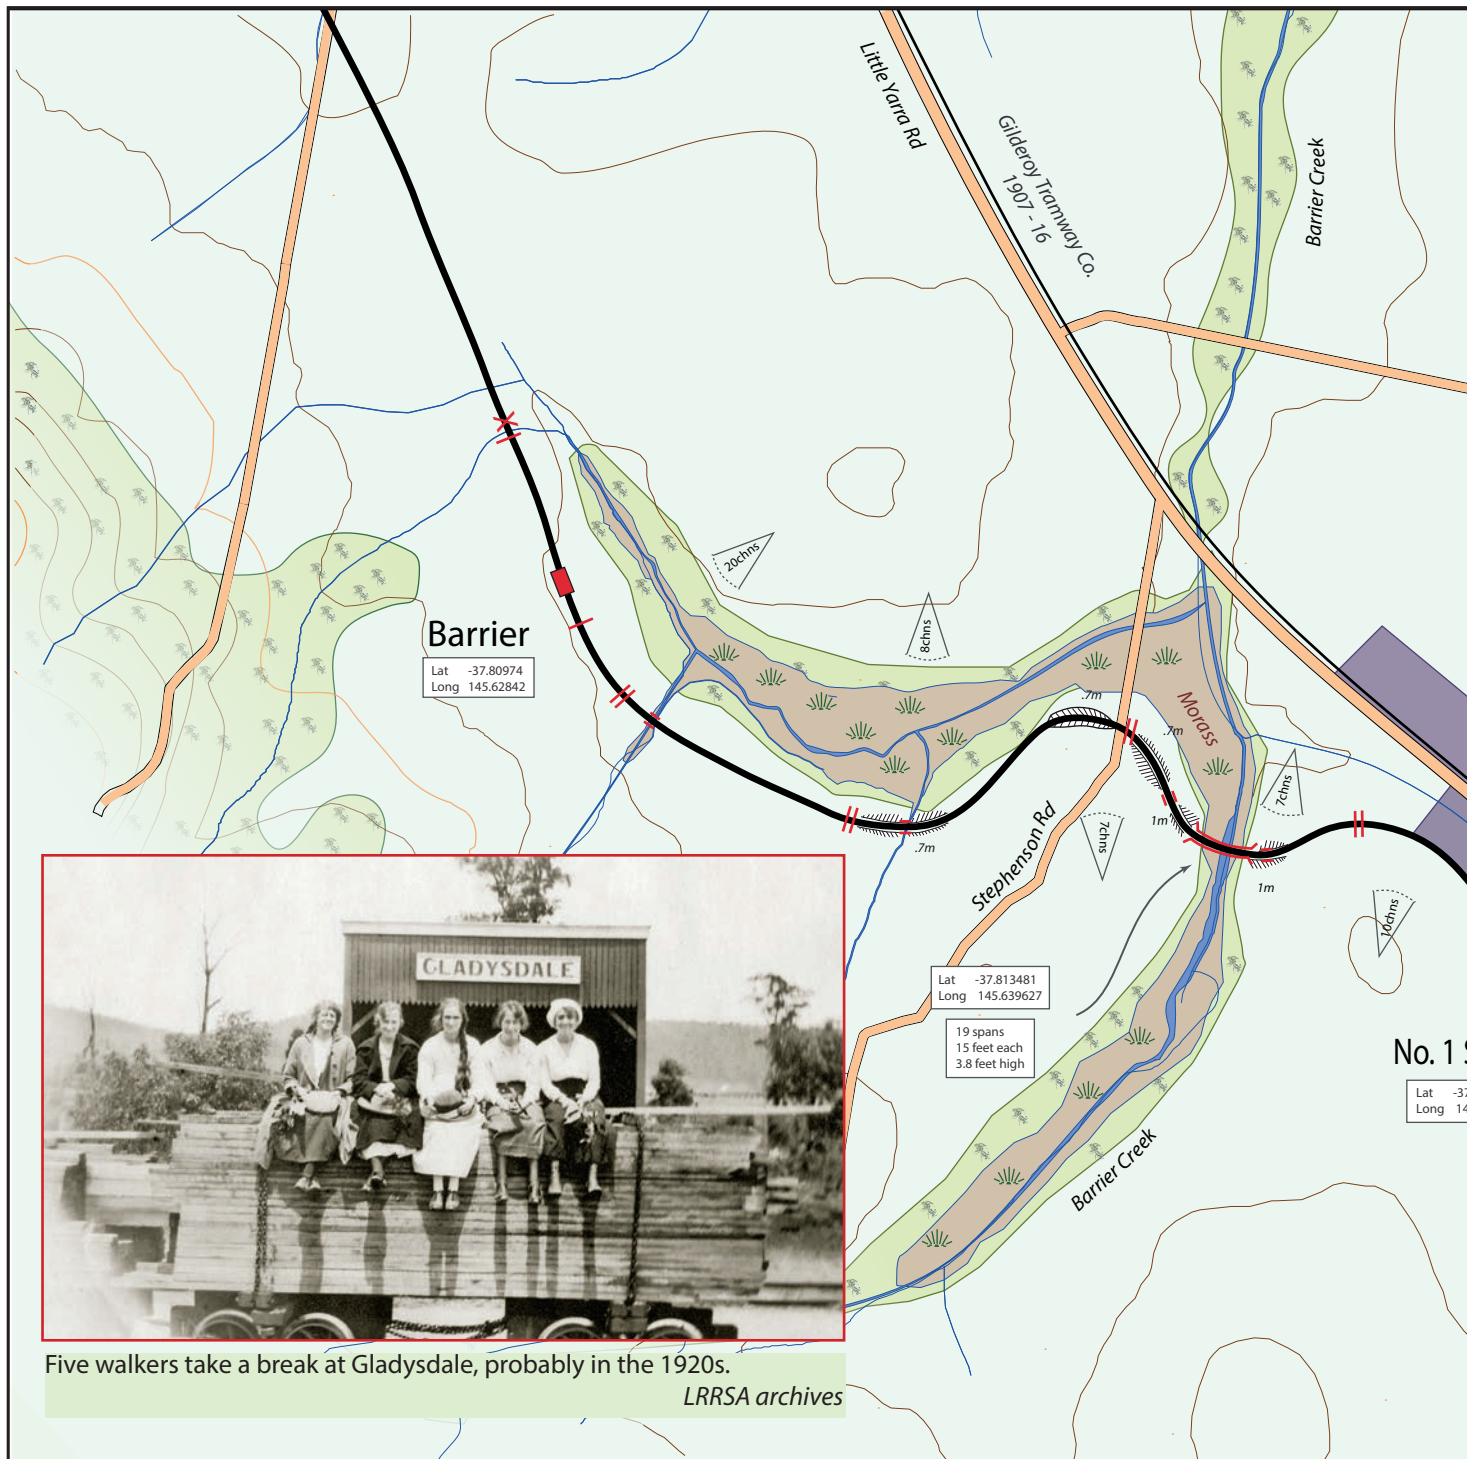 Little Yarra Rd
Gilderoy Tramway Co.
1907 - 16
Barrier Creek
20chns
8chns
Barrier
Lat -37.80974
Long 145.62842
.7m
Morass
.7m
7chns
1m
.7m
7chns
Stephenson Rd
1m
10chns
GLADYSDALE
Lat -37.813481
Long 145.639627
19 spans
15 feet each
3.8 feet high
No. 1
Lat -37
Long 14
Barrier Creek
Five walkers take a break at Gladysdale, probably in the 1920s.
LRRSA archives